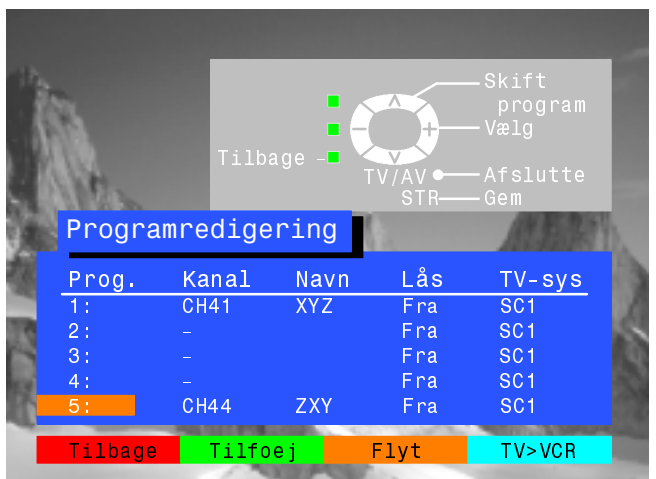 Skift
program
Vælg
Tilbage
TV/AV Afslutte
STR Gem
Programredigering
Prog. Kanal Navn Lås TV-sys
1: CH41 XYZ Fra SC1
2: – Fra SC1
3: – Fra SC1
4: – Fra SC1
5: CH44 ZXY Fra SC1
Tilbage Tilfoej Flyt TV>VCR